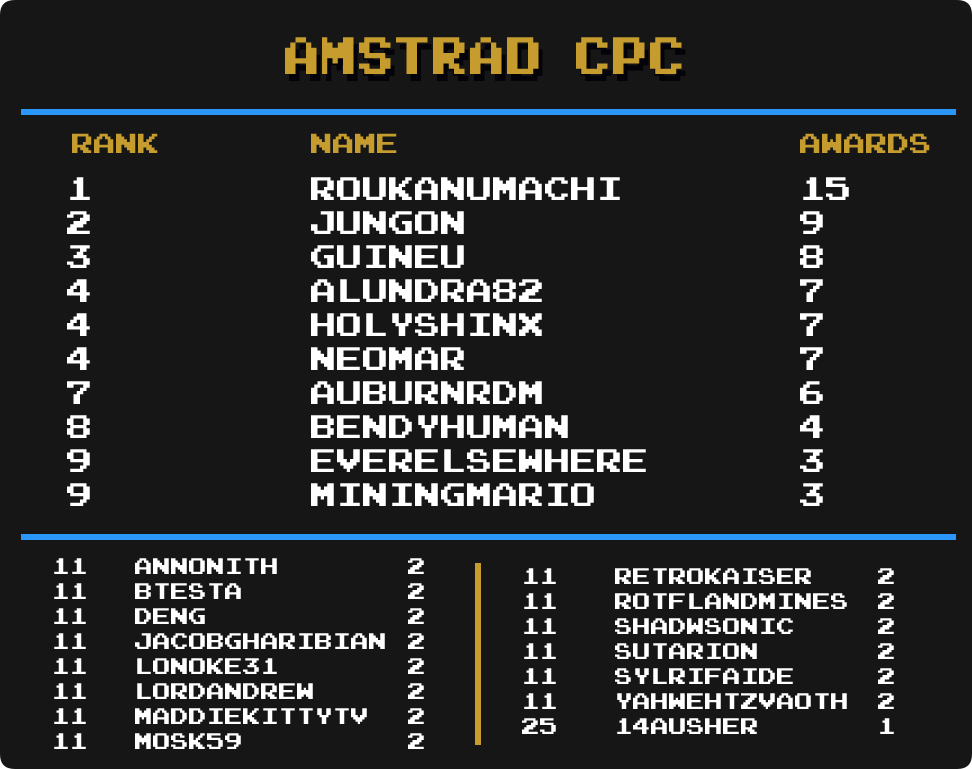 AMSTRAD CPC
RANK NAME AWARDS
1 ROUKANUMACHI 15
2 JUNGON 9
3 GUINEU 8
4 ALUNDRA82 7
4 HOLYSHINX 7
4 NEOMAR 7
7 AUBURNRDM 6
8 BENDYHUMAN 4
9 EVERELSEWHERE 3
9 MININGMARIO 3
11 ANNONITH 2
11 BTESTA 2
11 DENG 2
11 JACOBGHARIBIAN 2
11 LONOKE31 2
11 LORDANDREW 2
11 MADDIEKITTYTV 2
11 MOSK59 2
11 RETROKAISER 2
11 ROTFLANDMINES 2
11 SHADWSONIC 2
11 SUTARION 2
11 SYLRIFAIDE 2
11 YAHWEHTZVAOTH 2
25 14AUSHER 1